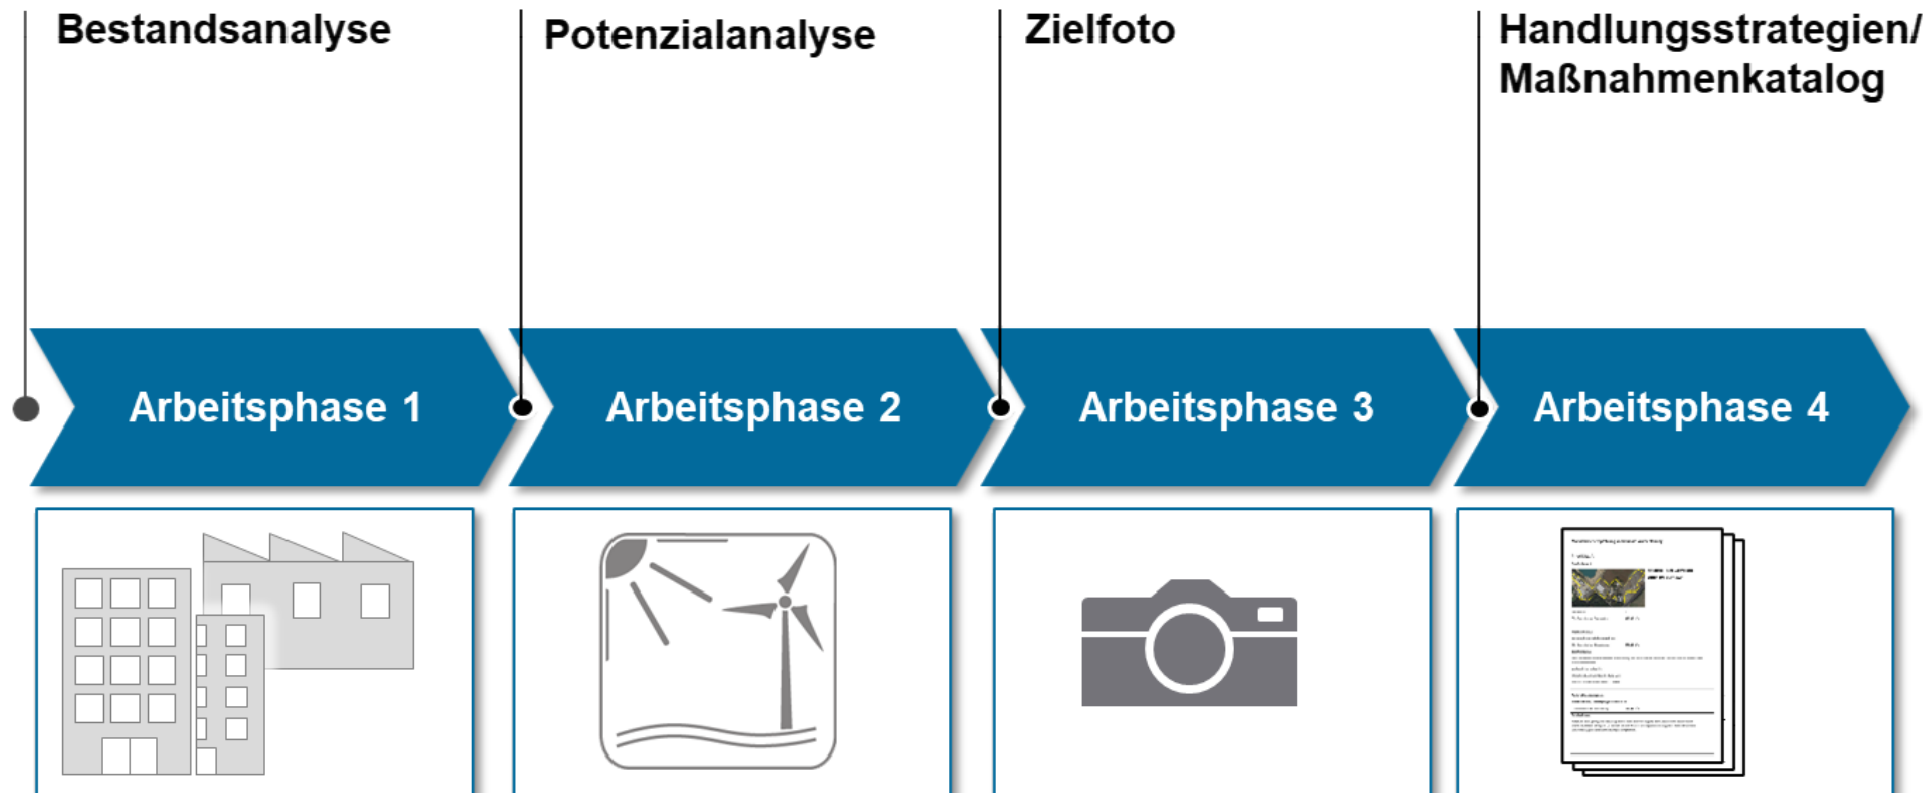 Bestandsanalyse
Potenzialanalyse
Zielfoto
Handlungsstrategien/
Maßnahmenkatalog
Arbeitsphase 1
Arbeitsphase 2
Arbeitsphase 3
Arbeitsphase 4